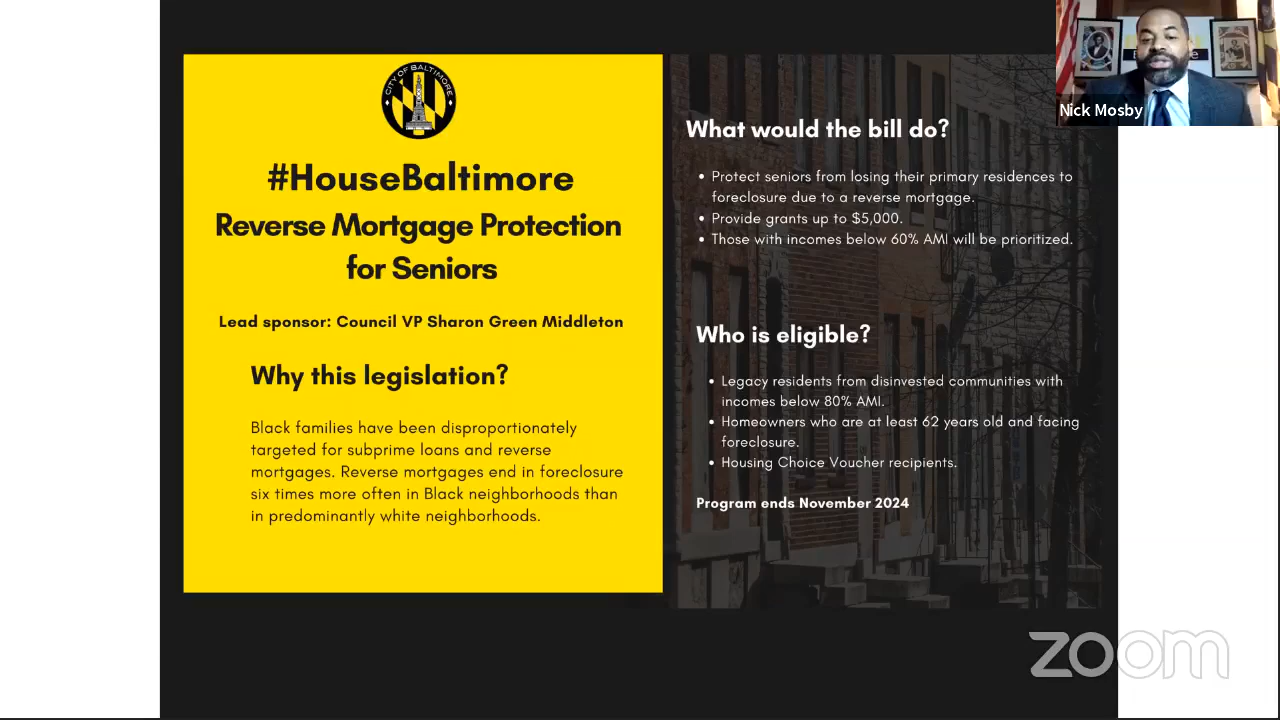 CITY OF BALTIMORE
#HouseBaltimore
Reverse Mortgage Protection
for Seniors
Lead sponsor: Council VP Sharon Green Middleton
Why this legislation?
Black families have been disproportionately
targeted for subprime loans and reverse
mortgages. Reverse mortgages end in foreclosure
six times more often in Black neighborhoods than
in predominantly white neighborhoods.
What would the bill do?
• Protect seniors from losing their primary residences to
foreclosure due to a reverse mortgage.
• Provide grants up to $5,000.
• Those with incomes below 60% AMI will be prioritized.
Who is eligible?
• Legacy residents from disinvested communities with
incomes below 80% AMI.
• Homeowners who are at least 62 years old and facing
foreclosure.
• Housing Choice Voucher recipients.
Program ends November 2024
Nick Mosby
zoom